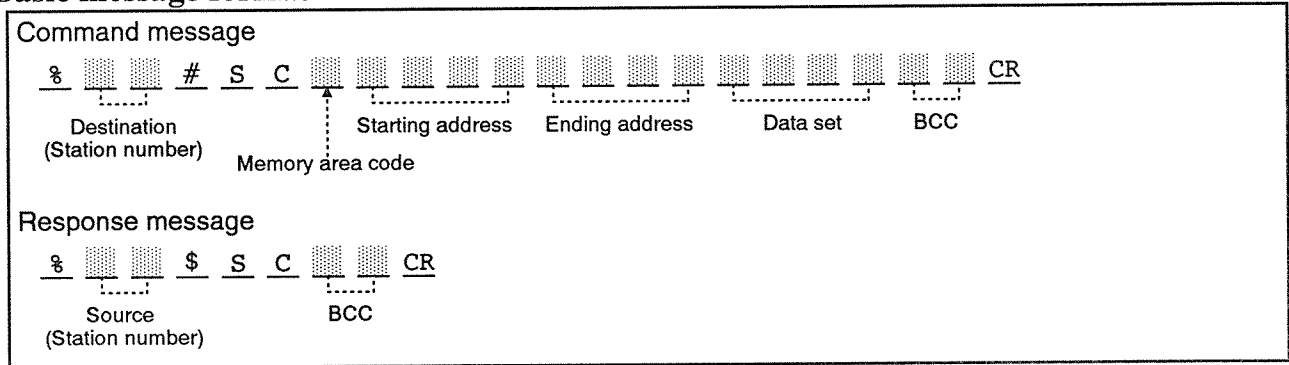 Basic message format
Command message
% # S C CR
Destination Starting address Ending address Data set BCC
(Station number)
Memory area code
Response message
% $ S C CR
Source BCC
(Station number)